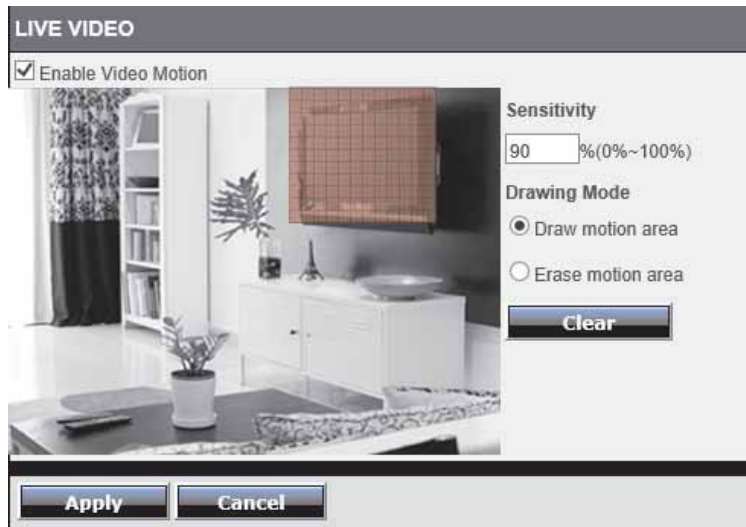 LIVE VIDEO
Enable Video Motion
Sensitivity
90 %(0%~100%)
Drawing Mode
Draw motion area
Erase motion area
Clear
Apply Cancel